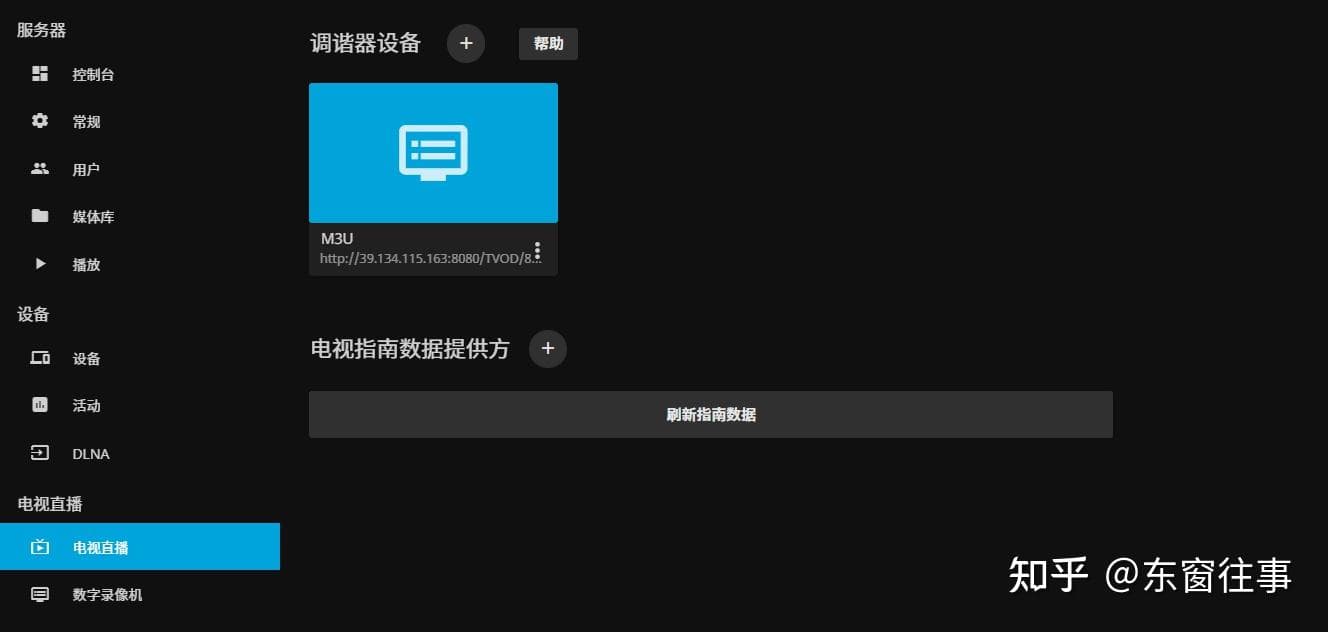 服务器
控制台
常规
用户
媒体库
播放
设备
设备
活动
DLNA
电视直播
电视直播
数字录像机
调谐器设备 +
帮助
M3U
http://39.134.115.163:8080/TVOD/8...
电视指南数据提供方 +
刷新指南数据
知乎 @东窗往事